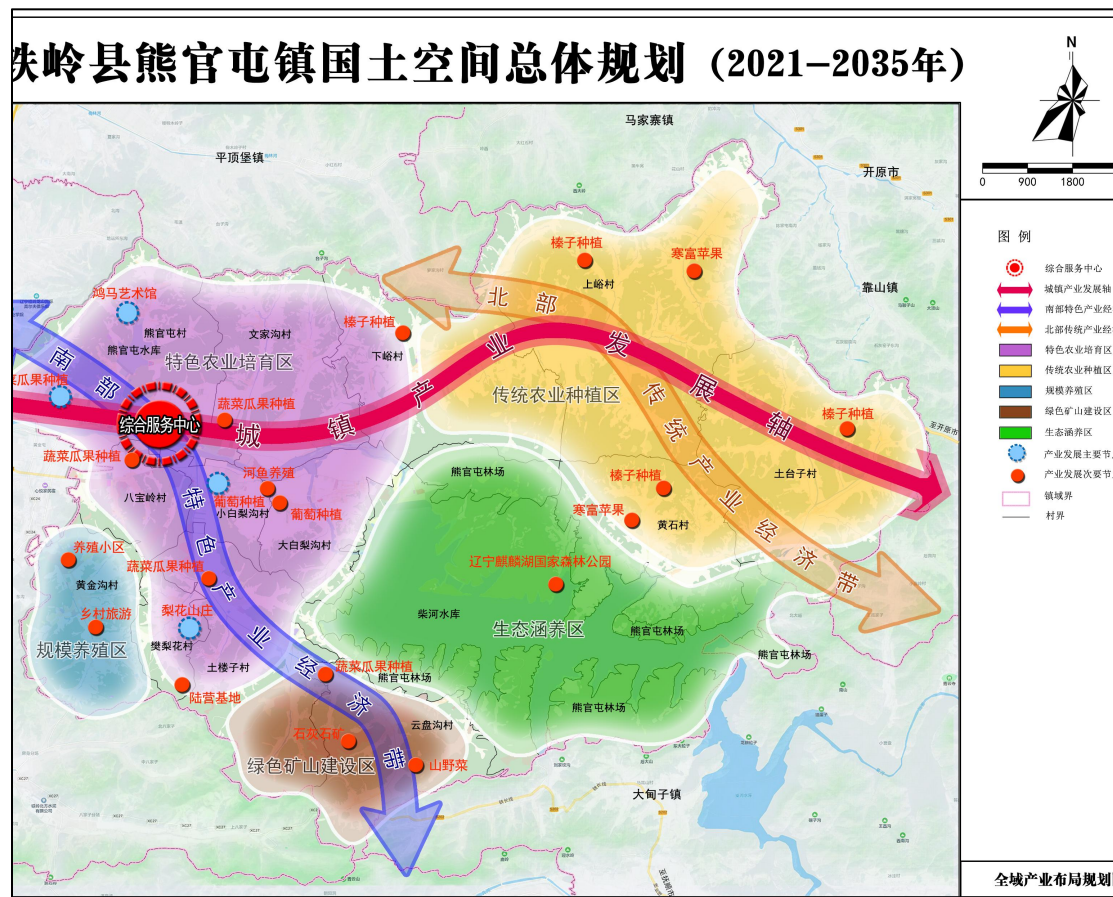 铁岭县熊官屯镇国土空间总体规划（2021-2035年）
N
0 900 1800
图例
综合服务中心
城镇产业发展轴
南部特色产业经
北部传统产业经
特色农业培育区
传统农业种植区
规模养殖区
绿色矿山建设区
生态涵养区
产业发展主要节
产业发展次要节
镇域界
村界
全域产业布局规划
马家寨镇
平顶堡镇
开原市
靠山镇
大甸子镇
至开原市
至抚顺市
榛子种植
寒富苹果
上峪村
北部传统产业经济带
鸿马艺术馆
熊官屯村
文家沟村
熊官屯水库
特色农业培育区
榛子种植
下峪村
南部特色产业经济带
菜瓜果种植
综合服务中心
蔬菜瓜果种植
城镇产业发展轴
传统农业种植区
榛子种植
土台子村
蔬菜瓜果种植
八宝岭村
河鱼养殖
葡萄种植
葡萄种植
小白梨沟村
大白梨沟村
熊官屯林场
榛子种植
寒富苹果
黄石村
养殖小区
黄金沟村
乡村旅游
规模养殖区
蔬菜瓜果种植
梨花山庄
樊梨花村
土楼子村
陆营基地
辽宁麒麟湖国家森林公园
柴河水库
生态涵养区
熊官屯林场
熊官屯林场
熊官屯林场
熊官屯林场
蔬菜瓜果种植
云盘沟村
石灰石矿
绿色矿山建设区
山野菜